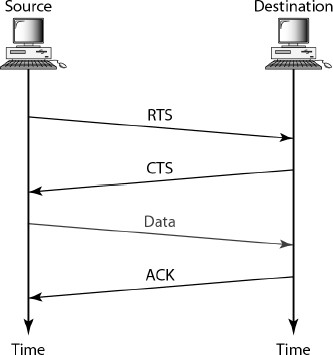 Source
Destination
RTS
CTS
Data
ACK
Time
Time